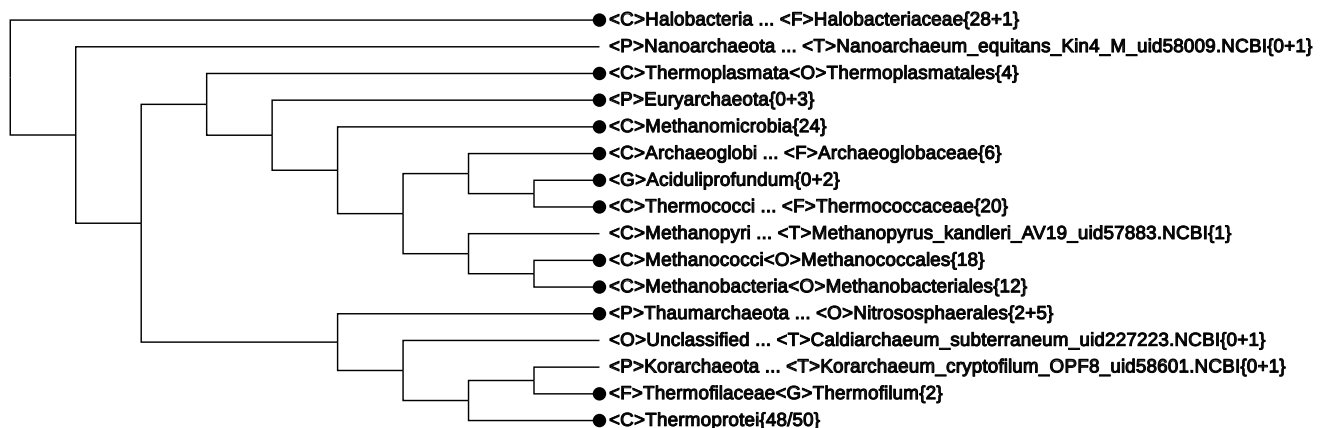 <C>Halobacteria ... <F>Halobacteriaceae{28+1}
<P>Nanoarchaeota ... <T>Nanoarchaeum_equitans_Kin4_M_uid58009.NCBI{0+1}
<C>Thermoplasmata<O>Thermoplasmatales{4}
<P>Euryarchaeota{0+3}
<C>Methanomicrobia{24}
<C>Archaeoglobi ... <F>Archaeoglobaceae{6}
<G>Aciduliprofundum{0+2}
<C>Thermococci ... <F>Thermococcaceae{20}
<C>Methanopyri ... <T>Methanopyrus_kandleri_AV19_uid57883.NCBI{1}
<C>Methanococci<O>Methanococcales{18}
<C>Methanobacteria<O>Methanobacteriales{12}
<P>Thaumarchaeota ... <O>Nitrososphaerales{2+5}
<O>Unclassified ... <T>Caldiarchaeum_subterraneum_uid227223.NCBI{0+1}
<P>Korarchaeota ... <T>Korarchaeum_cryptofilum_OPF8_uid58601.NCBI{0+1}
<F>Thermofilaceae<G>Thermofilum{2}
<C>Thermoprotei{48/50}